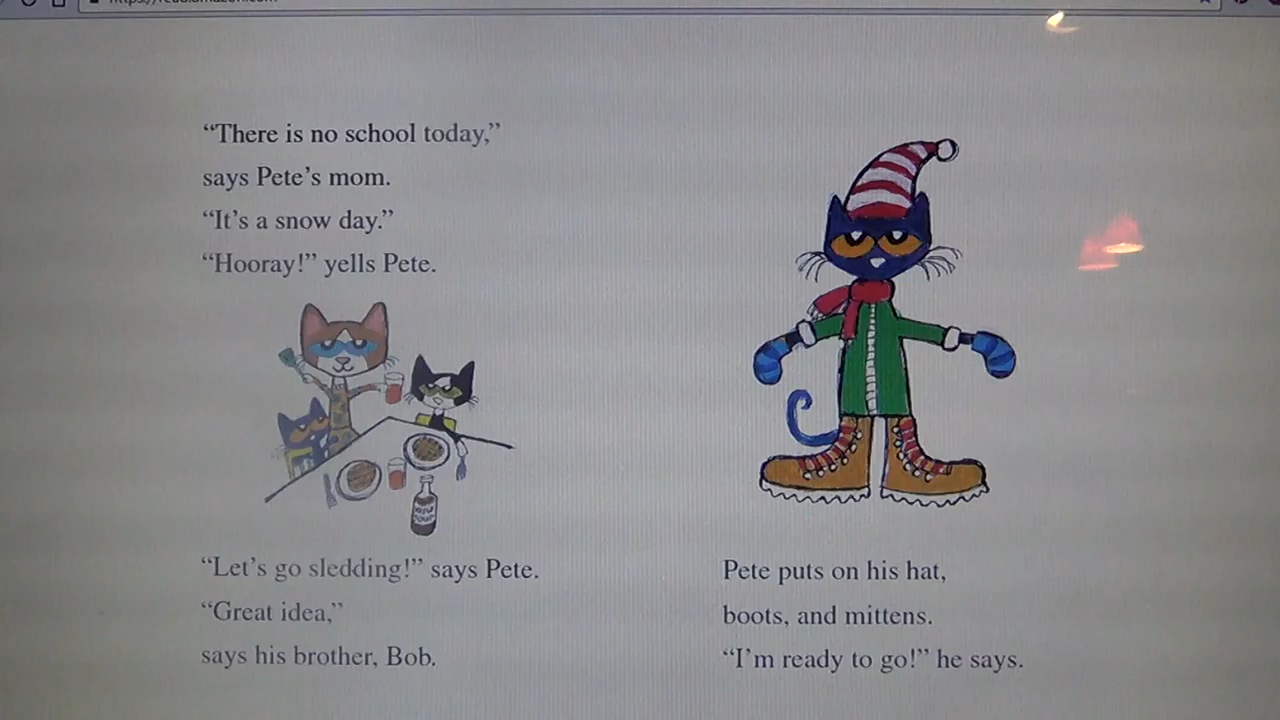 “There is no school today,”
says Pete’s mom.
“It’s a snow day.”
“Hooray!” yells Pete.
“Let’s go sledding!” says Pete.
“Great idea,”
says his brother, Bob.
Pete puts on his hat,
boots, and mittens.
“I’m ready to go!” he says.